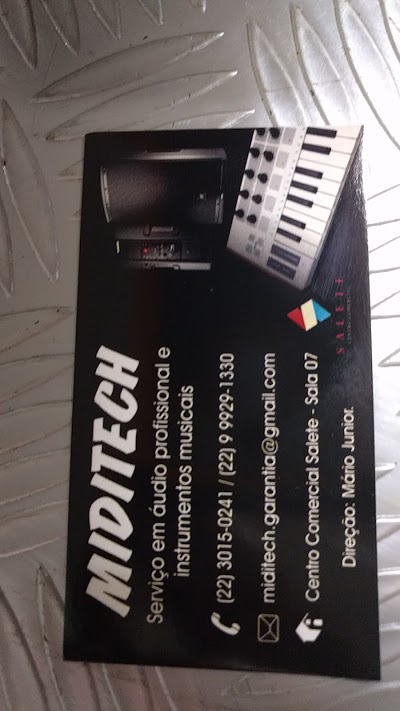 MIDITECH
Serviço em áudio profissional e
instrumentos musicais
(22) 3015-0241 / (22) 9 9929-1330
miditech.garantia@gmail.com
Centro Comercial Salete - Sala 07
Direção: Mário Junior.
SALETE